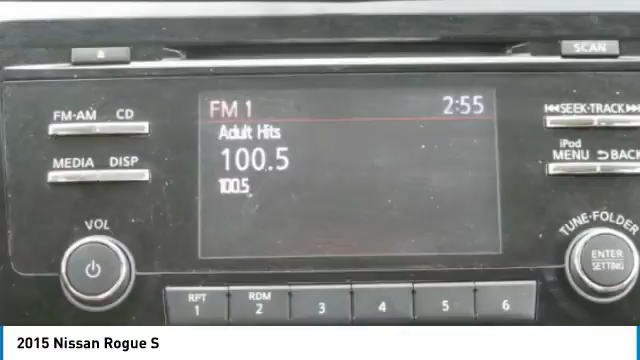 SCAN
FM·AM CD
FM 1 2:55
SEEK·TRACK
Adult Hits
100.5
100.5
MEDIA DISP
iPod
MENU BACK
VOL
TUNE·FOLDER
ENTER
SETTING
RPT RDM
1 2 3 4 5 6
2015 Nissan Rogue S